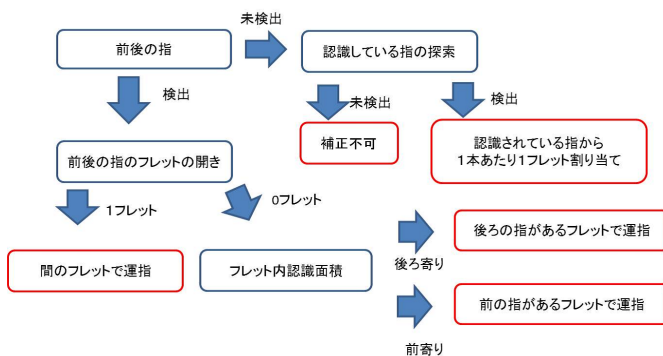 未検出
前後の指
認識している指の探索
検出
未検出
検出
補正不可
認識されている指から
1本あたり1フレット割り当て
前後の指のフレットの開き
1フレット
0フレット
後ろの指があるフレットで運指
後ろ寄り
間のフレットで運指
フレット内認識面積
前の指があるフレットで運指
前寄り